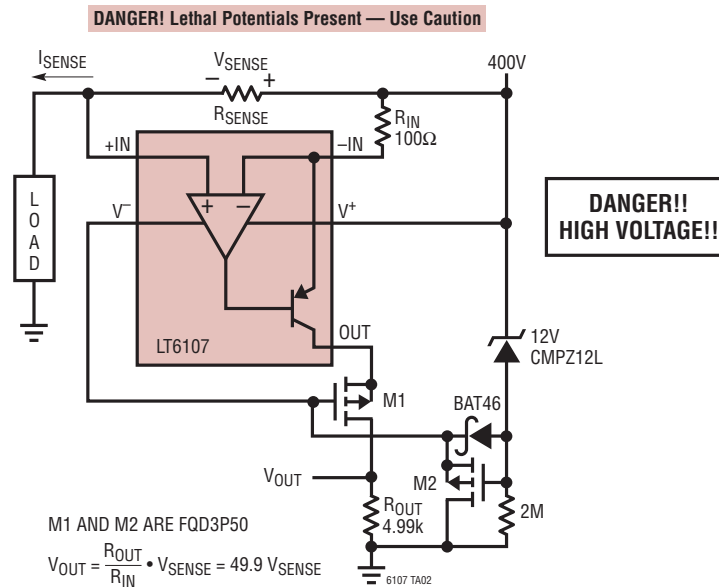 DANGER! Lethal Potentials Present — Use Caution
ISENSE
VSENSE
– +
RSENSE
400V
RIN
100Ω
+IN
–IN
V–
+ –
V+
LOAD
DANGER!!
HIGH VOLTAGE!!
LT6107
OUT
12V
CMPZ12L
M1
BAT46
VOUT
M2
2M
ROUT
4.99k
M1 AND M2 ARE FQD3P50
VOUT = ROUT/RIN • VSENSE = 49.9 VSENSE
6107 TA02